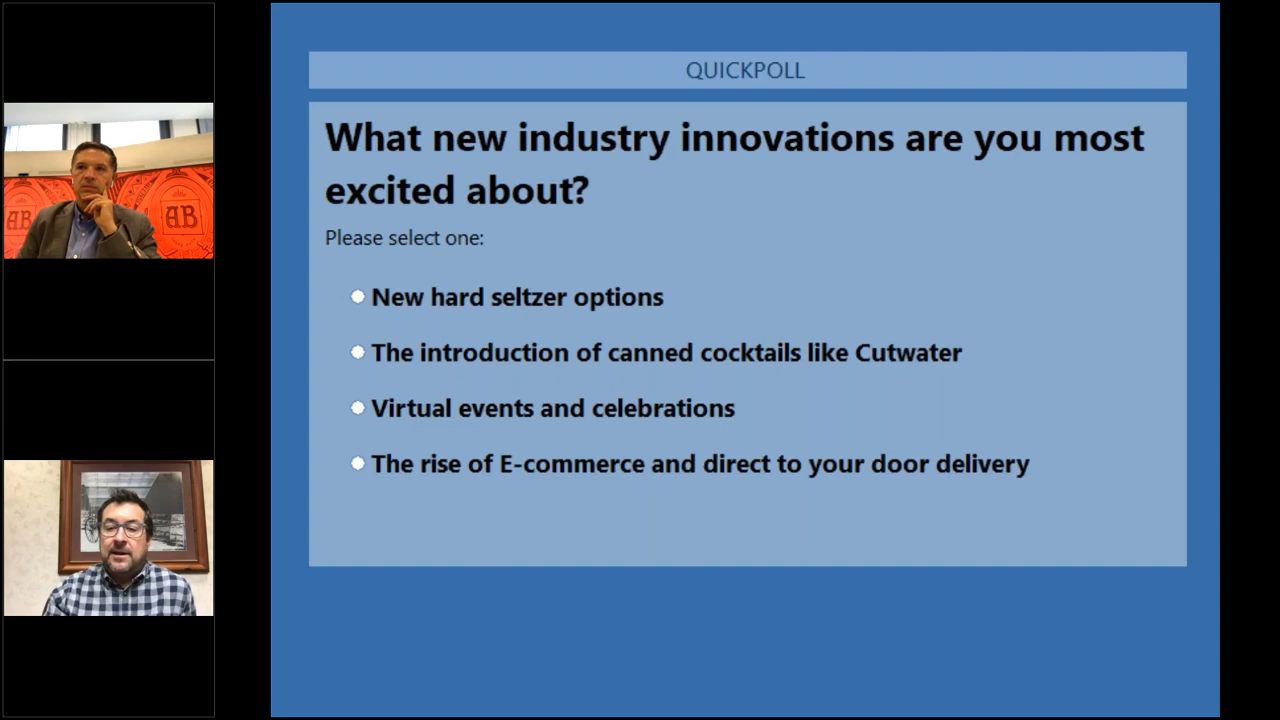 QUICKPOLL
What new industry innovations are you most
excited about?
Please select one:
New hard seltzer options
The introduction of canned cocktails like Cutwater
Virtual events and celebrations
The rise of E-commerce and direct to your door delivery
AB
AB